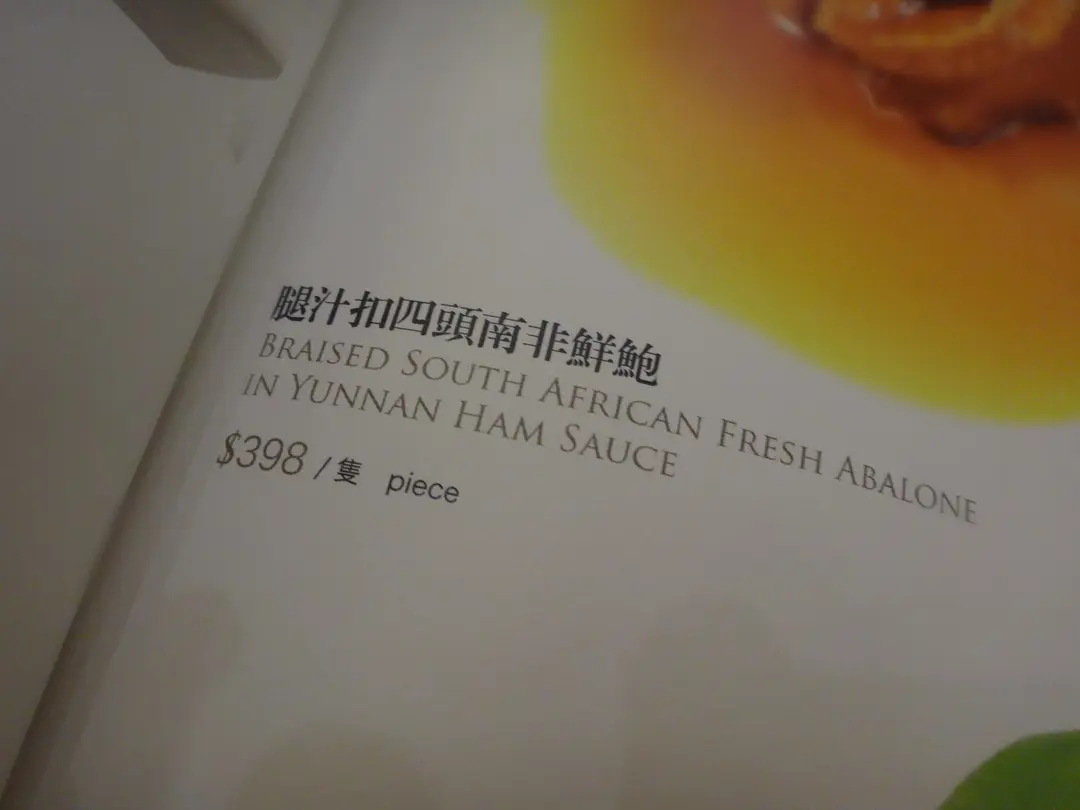 腿汁扣四頭南非鮮鮑
BRAISED SOUTH AFRICAN FRESH ABALONE
IN YUNNAN HAM SAUCE
$398 / 隻 piece